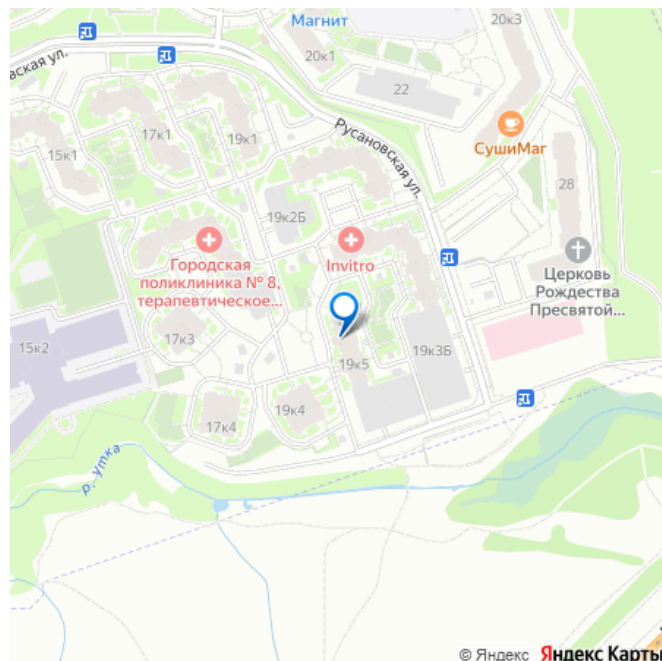 Магнит
20к3
20к1
вская ул.
22
17к1
19к1
Русановская ул.
СушиМаг
15к1
28
19к2Б
Городская
поликлиника № 8,
терапевтическое...
Invitro
Церковь
Рождества
Пресвятой...
17к3
15к2
19к5
19к3Б
17к4
19к4
р. Утка
© Яндекс Яндекс Карты